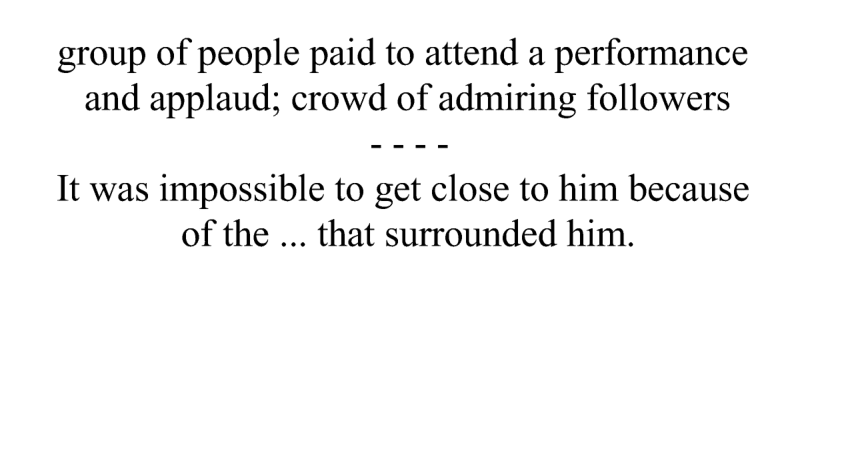 group of people paid to attend a performance
and applaud; crowd of admiring followers
- - - -
It was impossible to get close to him because
of the ... that surrounded him.